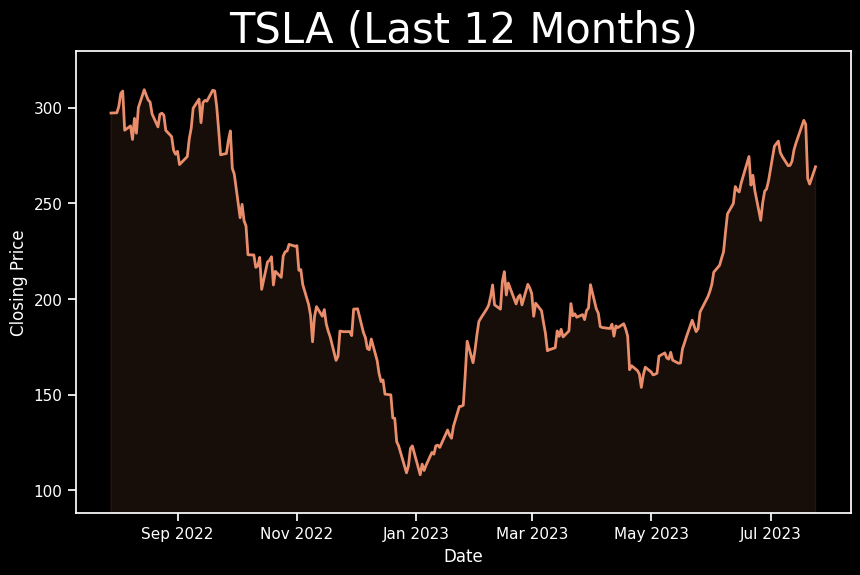 TSLA (Last 12 Months)
Closing Price
300
250
200
150
100
Sep 2022 Nov 2022 Jan 2023 Mar 2023 May 2023 Jul 2023
Date